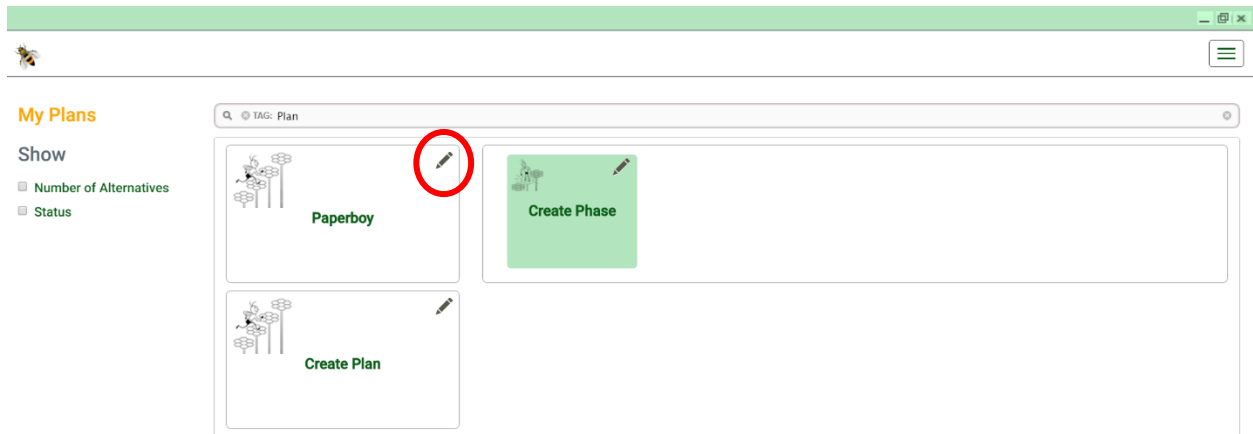 My Plans
TAG: Plan
Show
Number of Alternatives
Status
Paperboy
Create Phase
Create Plan